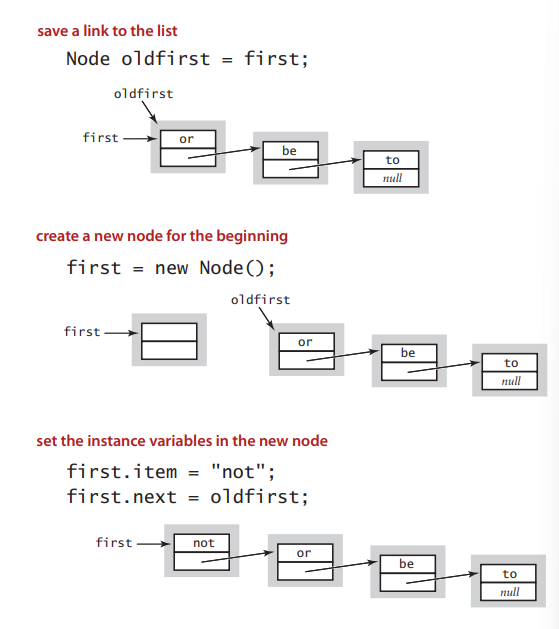 save a link to the list
Node oldfirst = first;
oldfirst
first
or
be
to
null
create a new node for the beginning
first = new Node();
oldfirst
first
or
be
to
null
set the instance variables in the new node
first.item = "not";
first.next = oldfirst;
first
not
or
be
to
null